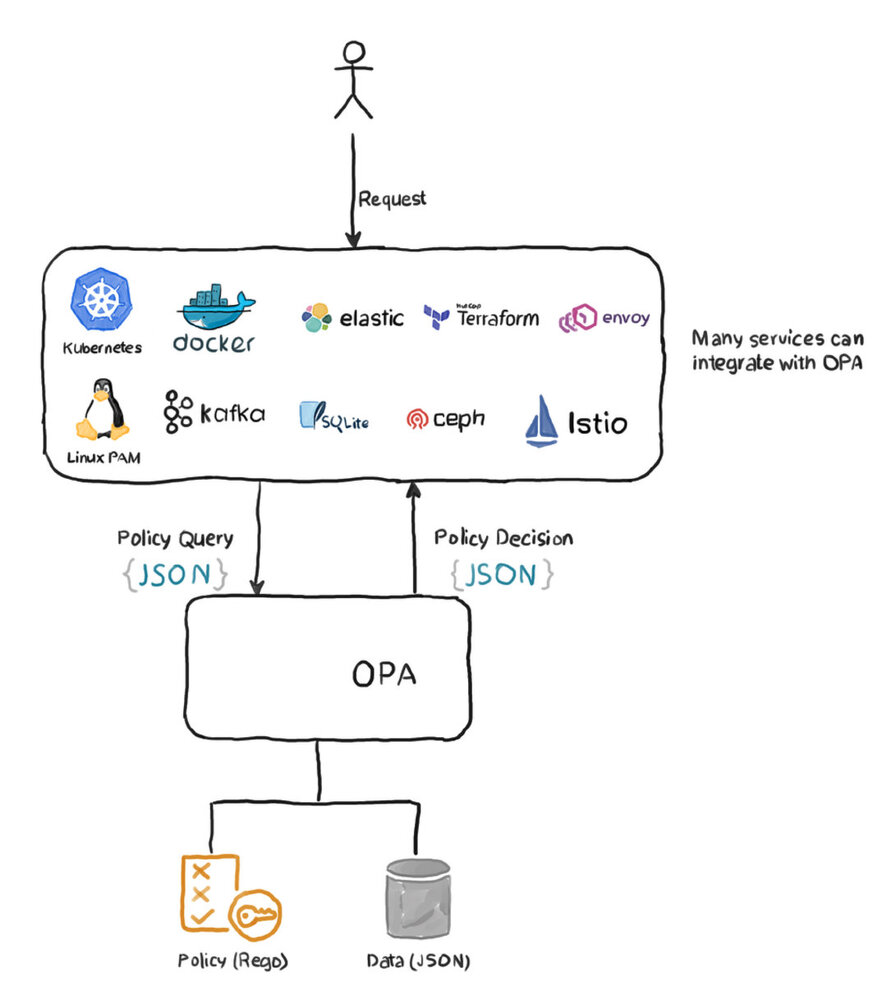 Request
Kubernetes
docker
elastic
Terraform
envoy
Many services can
integrate with OPA
Linux PAM
kafka
SQLite
ceph
Istio
Policy Query
{JSON}
Policy Decision
{JSON}
OPA
Policy (Rego)
Data (JSON)